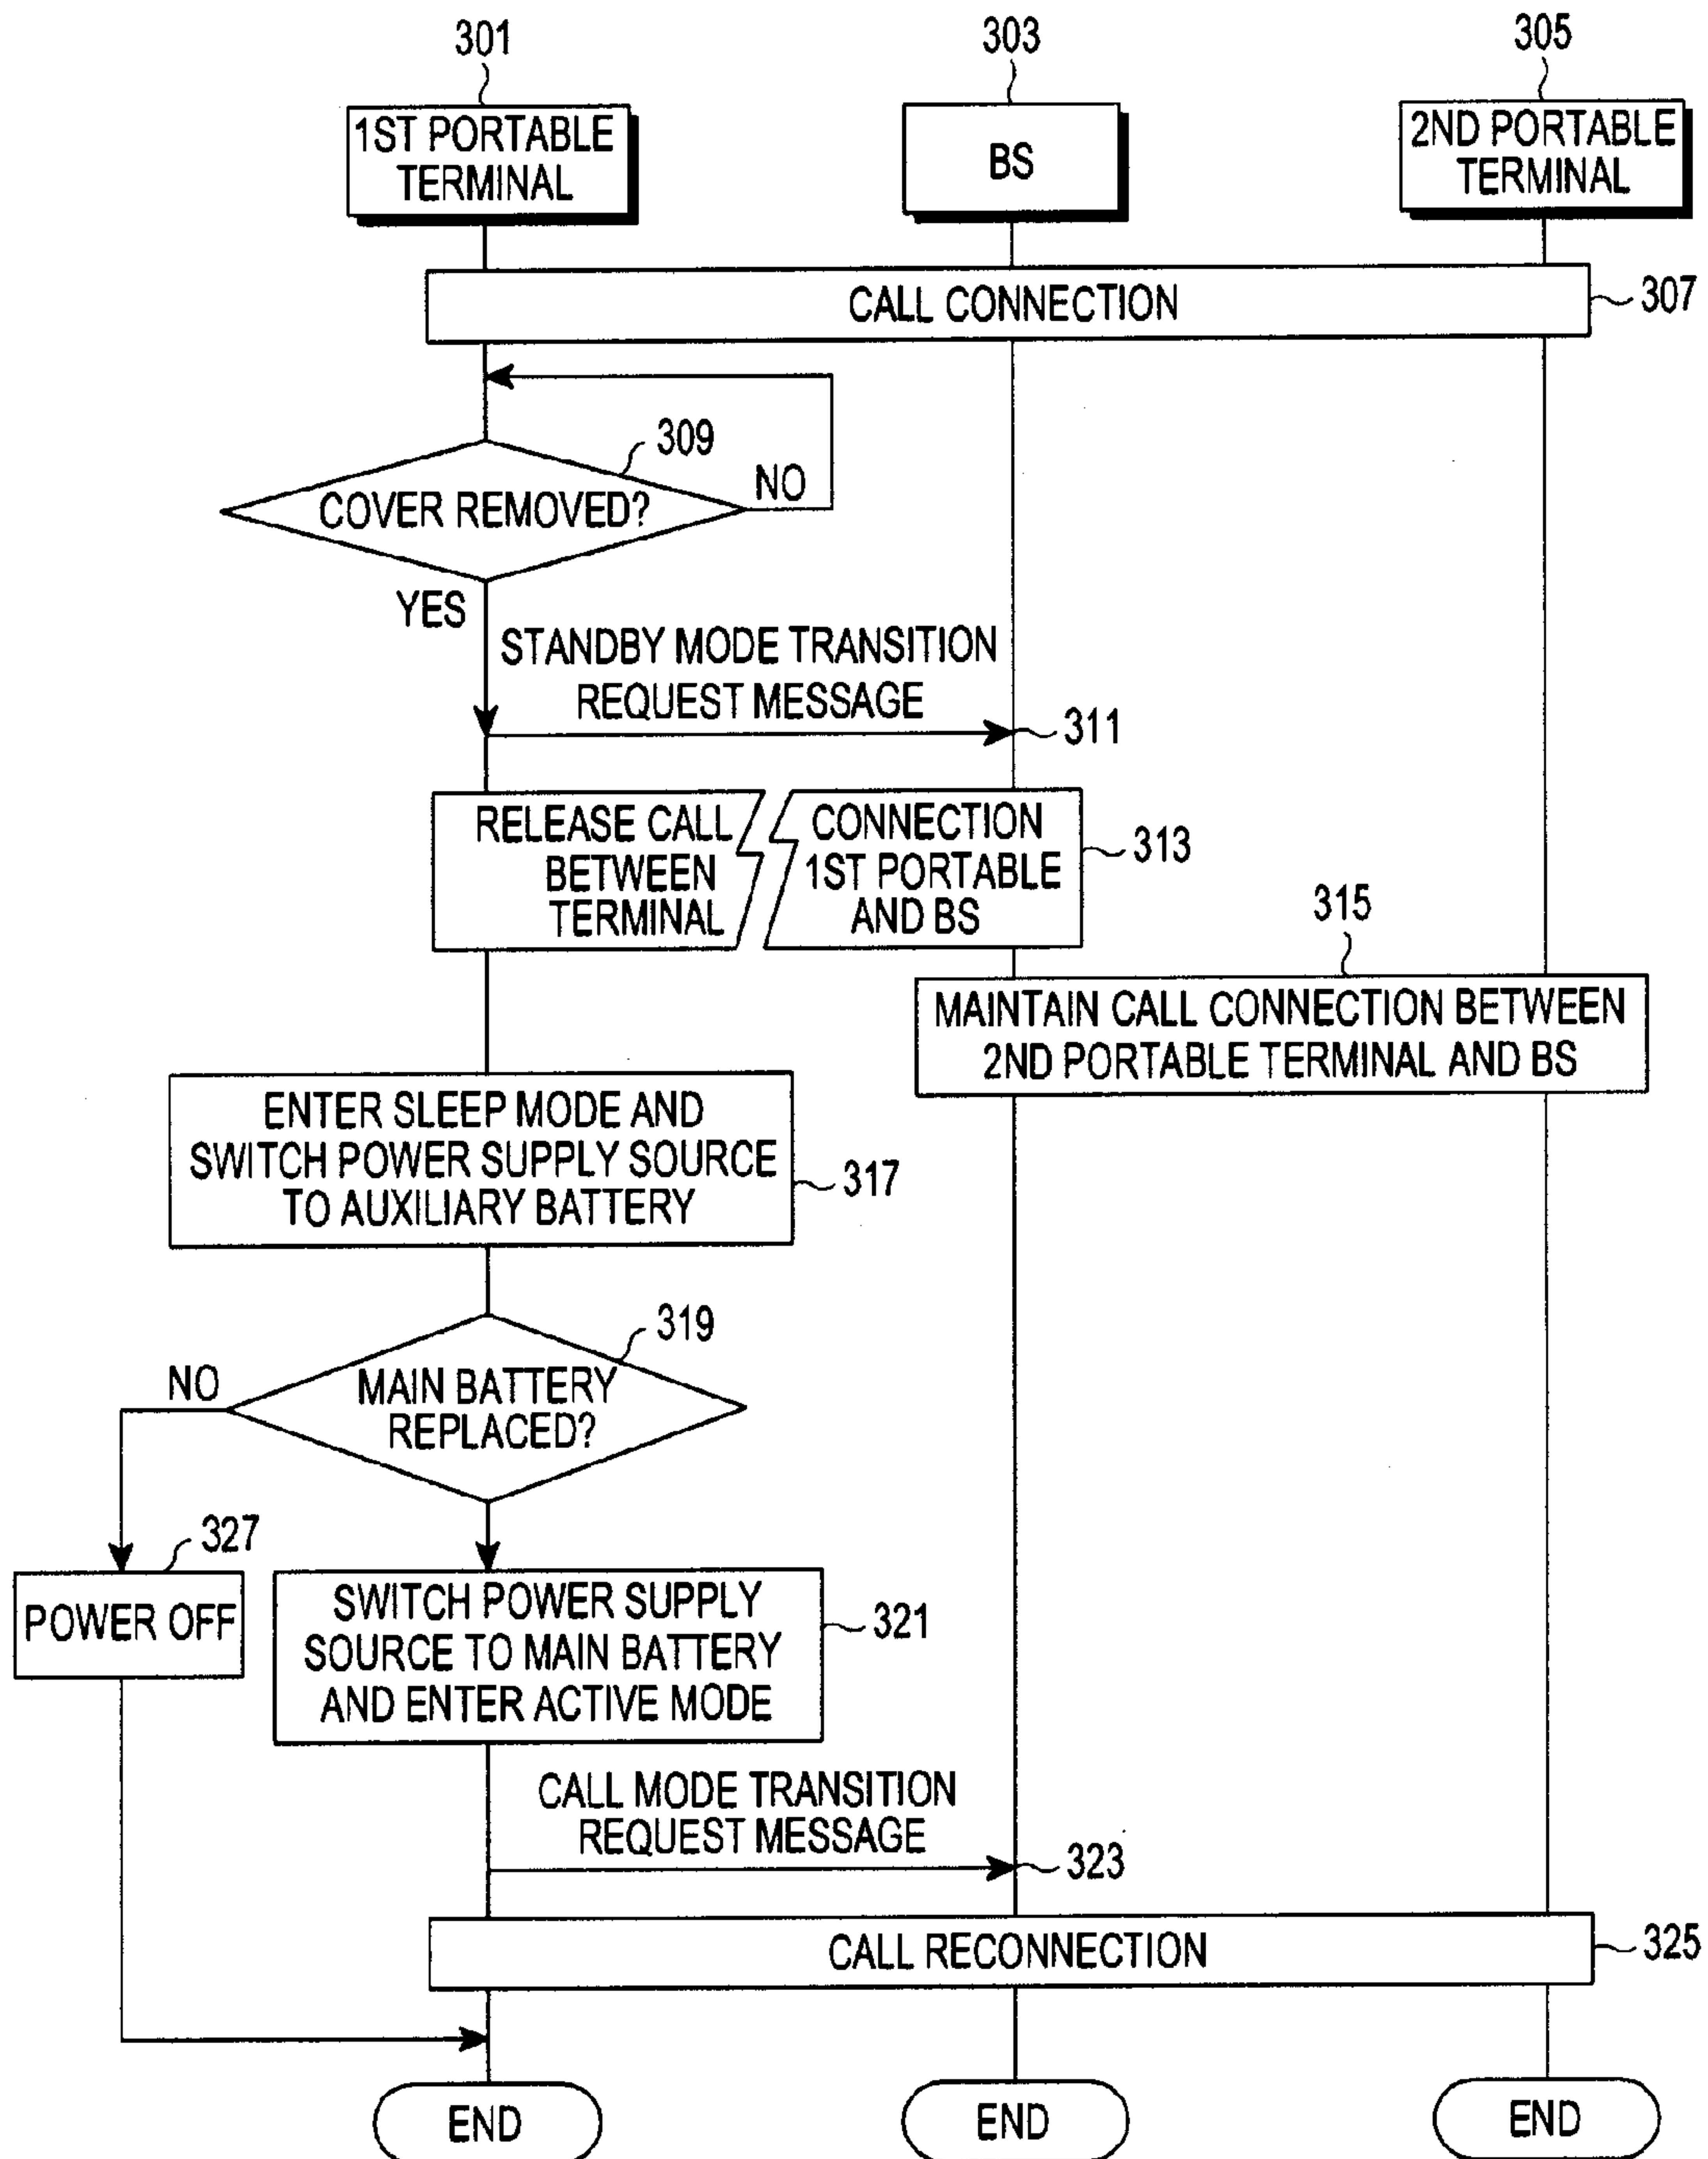 301
303
305
1ST PORTABLE
TERMINAL
BS
2ND PORTABLE
TERMINAL
CALL CONNECTION
307
309
COVER REMOVED?
NO
YES
STANDBY MODE TRANSITION
REQUEST MESSAGE
311
RELEASE CALL
BETWEEN
TERMINAL
CONNECTION
1ST PORTABLE
AND BS
313
315
MAINTAIN CALL CONNECTION BETWEEN
2ND PORTABLE TERMINAL AND BS
ENTER SLEEP MODE AND
SWITCH POWER SUPPLY SOURCE
TO AUXILIARY BATTERY
317
319
NO
MAIN BATTERY
REPLACED?
327
POWER OFF
SWITCH POWER SUPPLY
SOURCE TO MAIN BATTERY
AND ENTER ACTIVE MODE
321
CALL MODE TRANSITION
REQUEST MESSAGE
323
CALL RECONNECTION
325
END
END
END